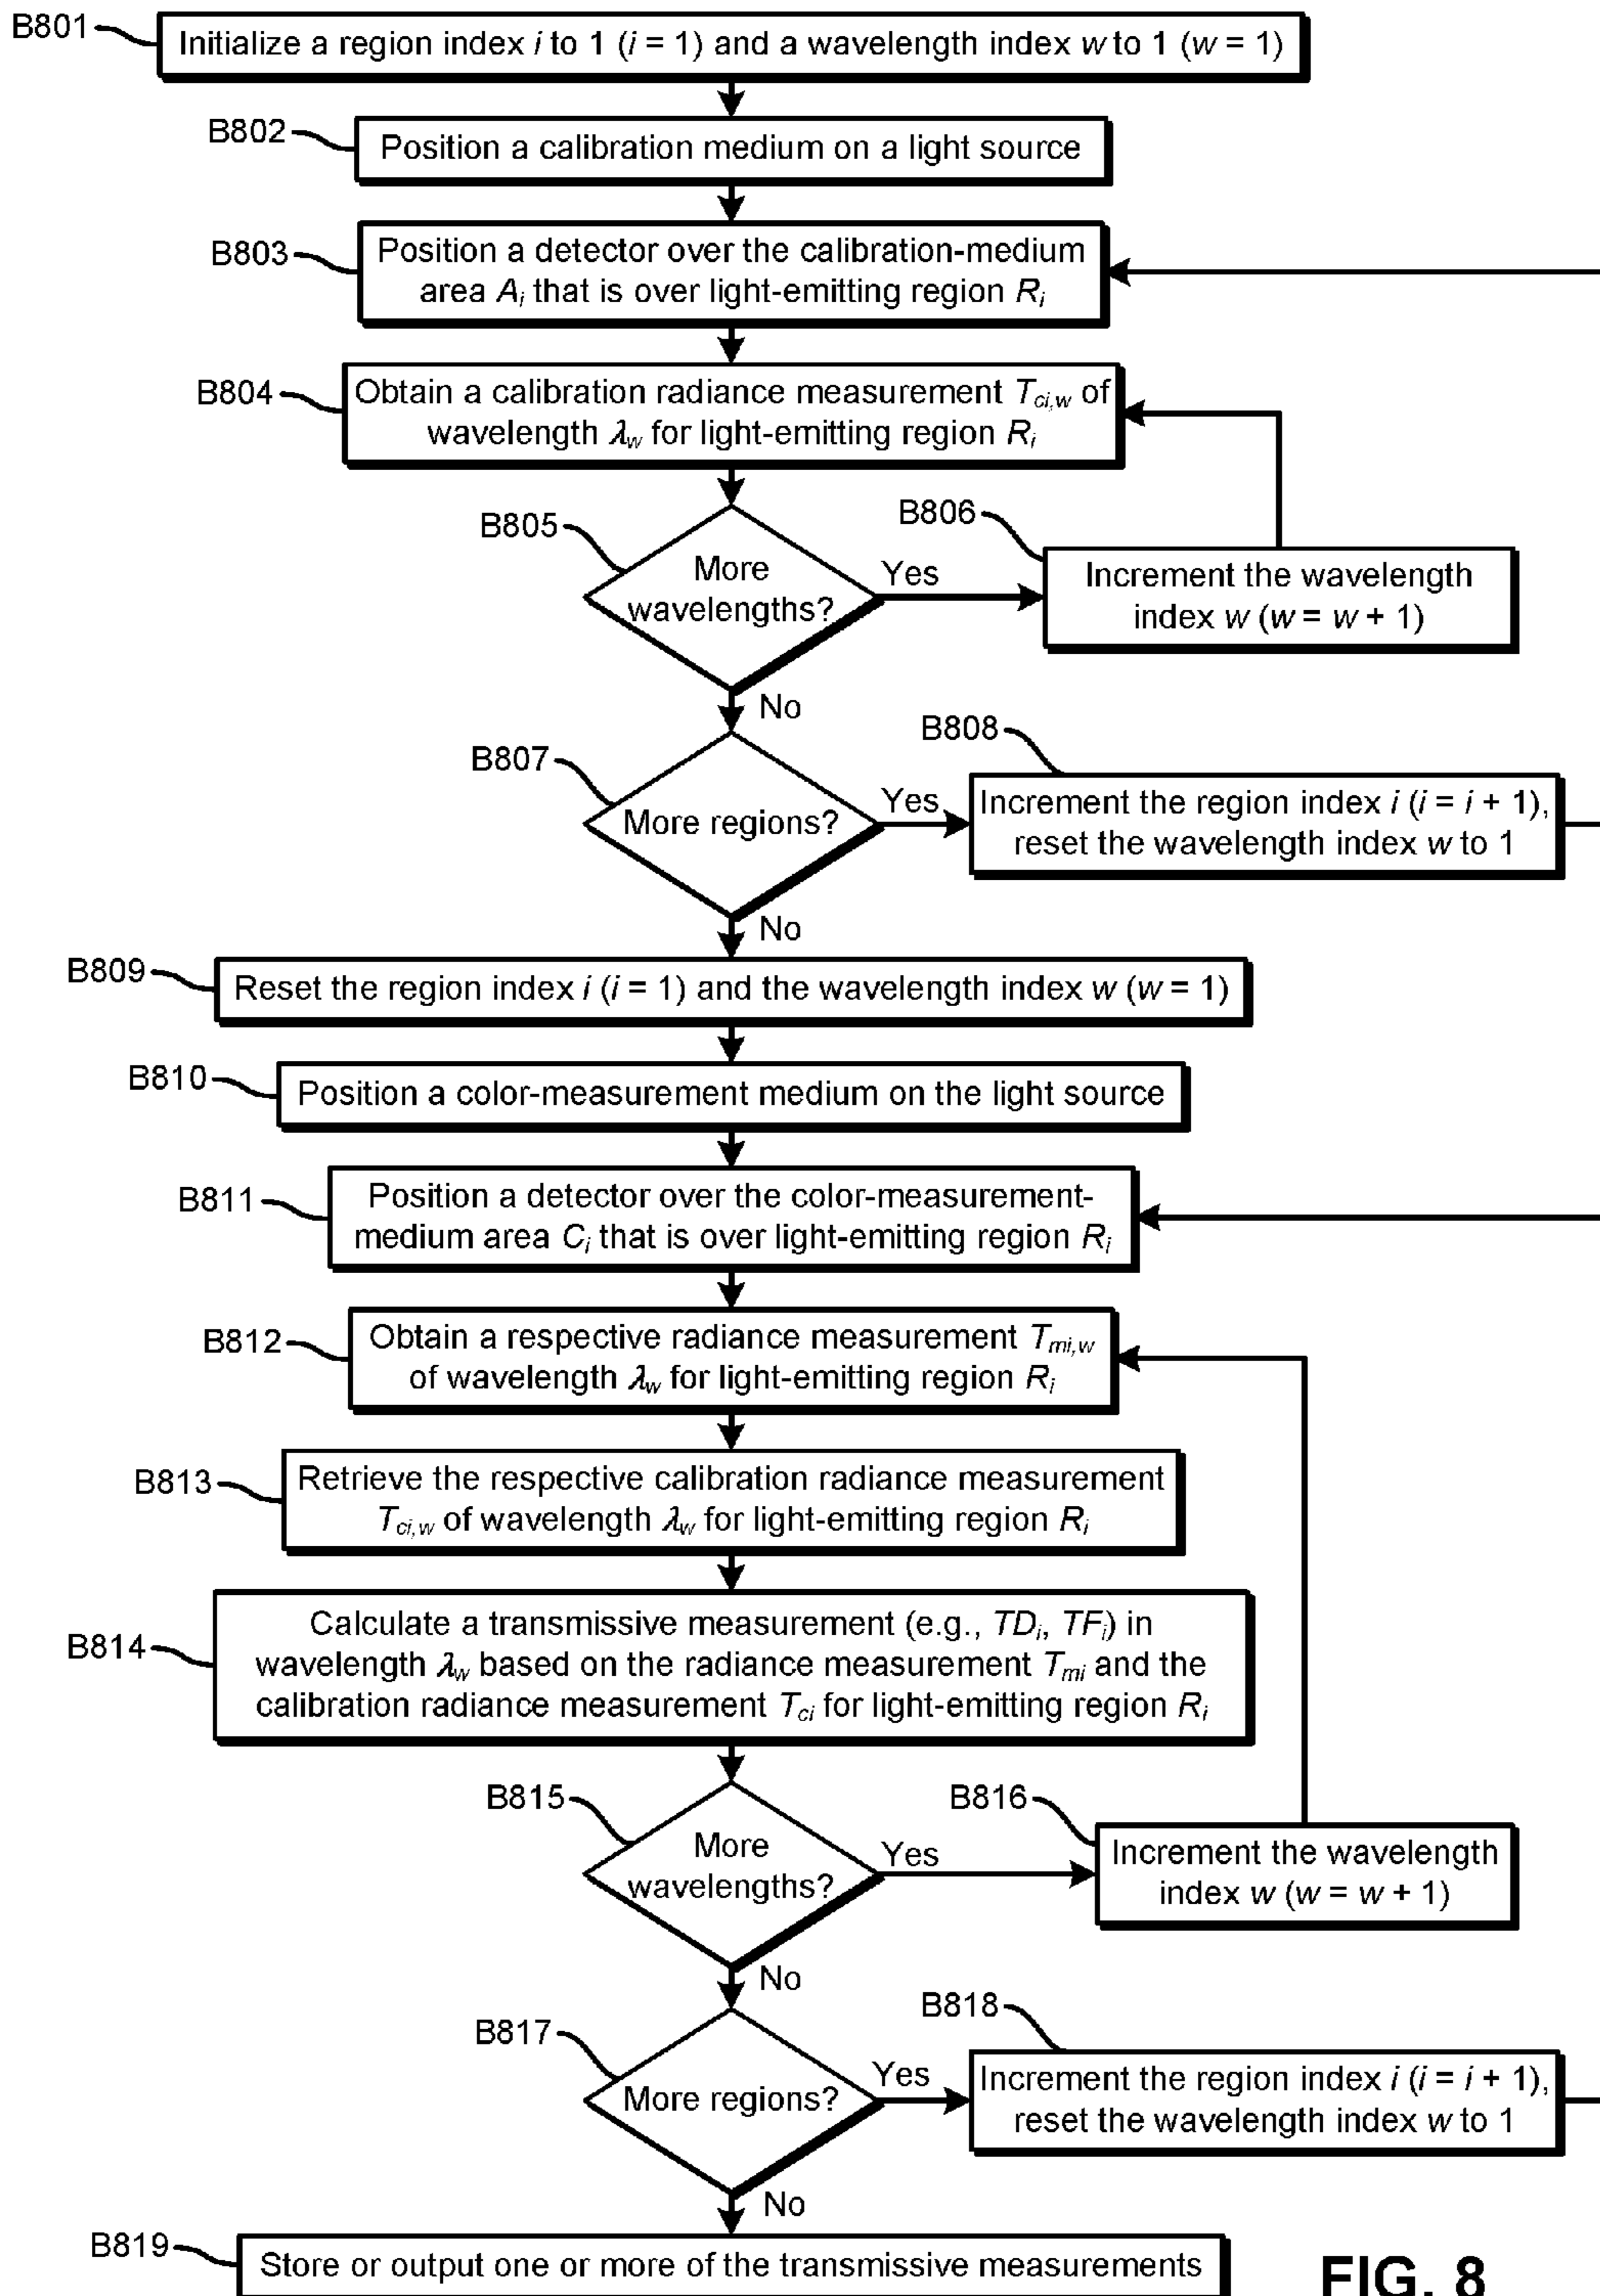 B801
Initialize a region index i to 1 (i = 1) and a wavelength index w to 1 (w = 1)
B802
Position a calibration medium on a light source
B803
Position a detector over the calibration-medium
area Ai that is over light-emitting region Ri
B804
Obtain a calibration radiance measurement Tci,w of
wavelength λw for light-emitting region Ri
B805
More
wavelengths?
Yes
B806
Increment the wavelength
index w (w = w + 1)
No
B807
More regions?
Yes
B808
Increment the region index i (i = i + 1),
reset the wavelength index w to 1
No
B809
Reset the region index i (i = 1) and the wavelength index w (w = 1)
B810
Position a color-measurement medium on the light source
B811
Position a detector over the color-measurement-
medium area Ci that is over light-emitting region Ri
B812
Obtain a respective radiance measurement Tmi,w
of wavelength λw for light-emitting region Ri
B813
Retrieve the respective calibration radiance measurement
Tci,w of wavelength λw for light-emitting region Ri
B814
Calculate a transmissive measurement (e.g., TDi, TFi) in
wavelength λw based on the radiance measurement Tmi and the
calibration radiance measurement Tci for light-emitting region Ri
B815
More
wavelengths?
Yes
B816
Increment the wavelength
index w (w = w + 1)
No
B817
More regions?
Yes
B818
Increment the region index i (i = i + 1),
reset the wavelength index w to 1
No
B819
Store or output one or more of the transmissive measurements
FIG. 8